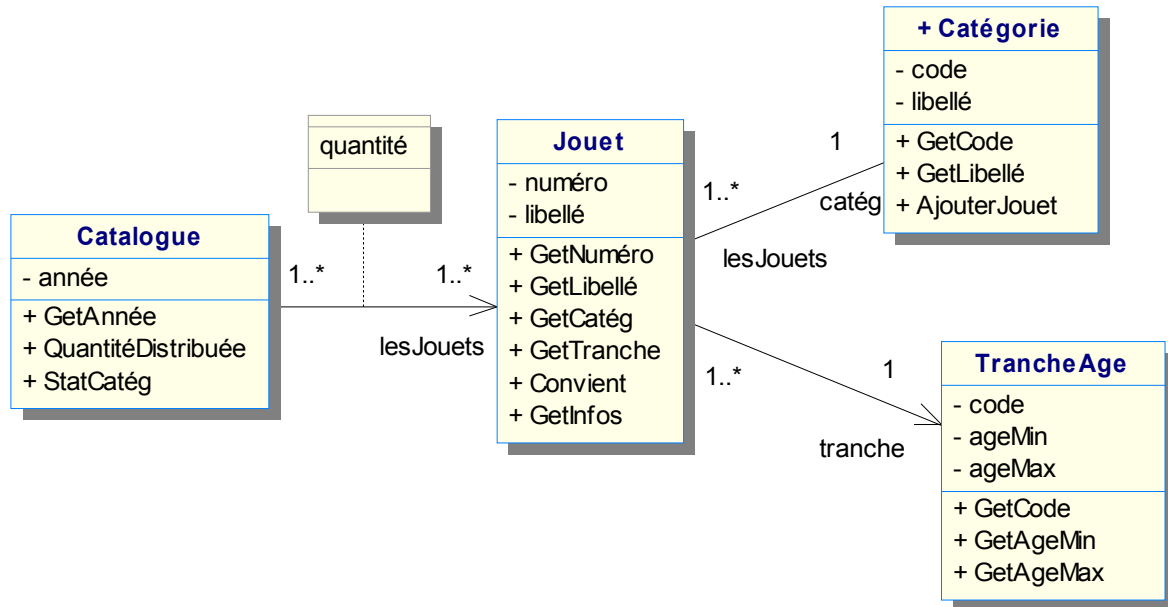 + Catégorie
- code
- libellé
+ GetCode
+ GetLibellé
+ AjouterJouet
quantité
Jouet
- numéro
- libellé
+ GetNuméro
+ GetLibellé
+ GetCatég
+ GetTranche
+ Convient
+ GetInfos
1
1..*
catég
lesJouets
Catalogue
- année
+ GetAnnée
+ QuantitéDistribuée
+ StatCatég
1..*
1..*
lesJouets
1..*
1
tranche
TrancheAge
- code
- ageMin
- ageMax
+ GetCode
+ GetAgeMin
+ GetAgeMax